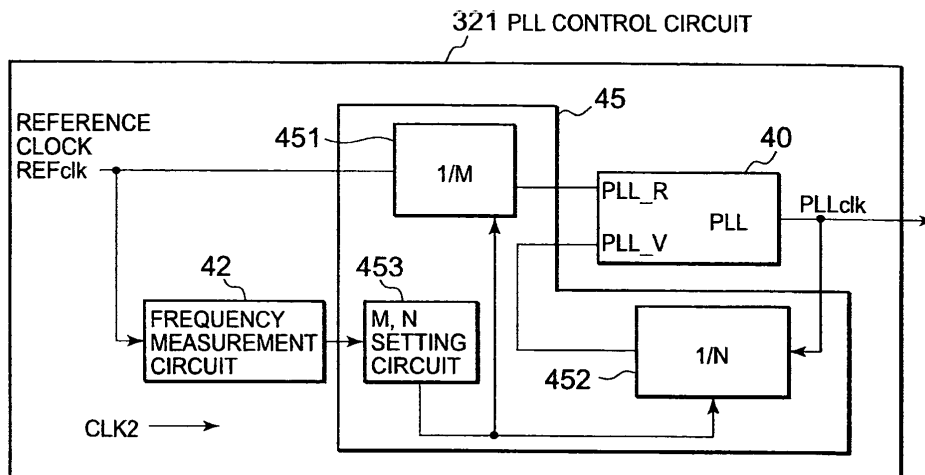 321 PLL CONTROL CIRCUIT
45
REFERENCE
CLOCK
REFclk
451
1/M
40
PLL_R
PLL_V
PLL
PLLclk
42
FREQUENCY
MEASUREMENT
CIRCUIT
453
M, N
SETTING
CIRCUIT
1/N
452
CLK2